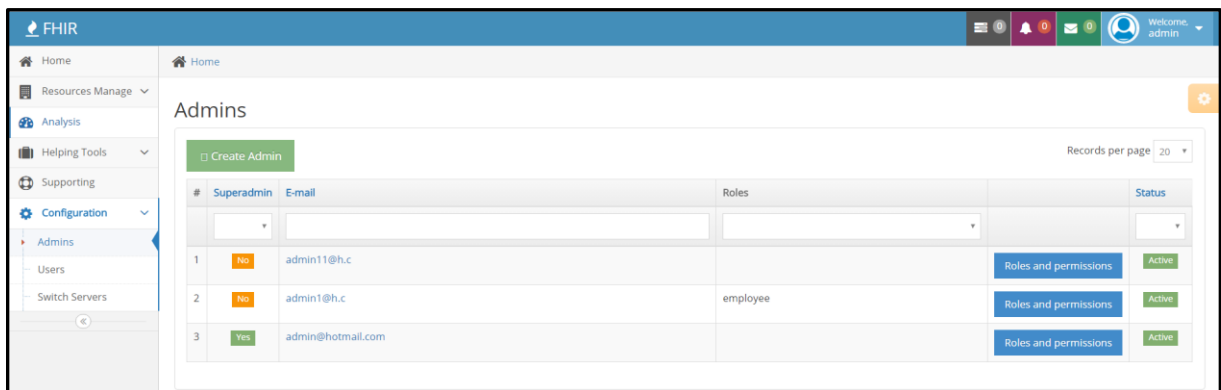 FHIR
0
0
0
Welcome,
admin
Home
Home
Resources Manage
Analysis
Helping Tools
Supporting
Configuration
Admins
Users
Switch Servers
Admins
Create Admin
Records per page 20
# Superadmin E-mail Roles Status
1 No admin11@h.c Roles and permissions Active
2 No admin1@h.c employee Roles and permissions Active
3 Yes admin@hotmail.com Roles and permissions Active